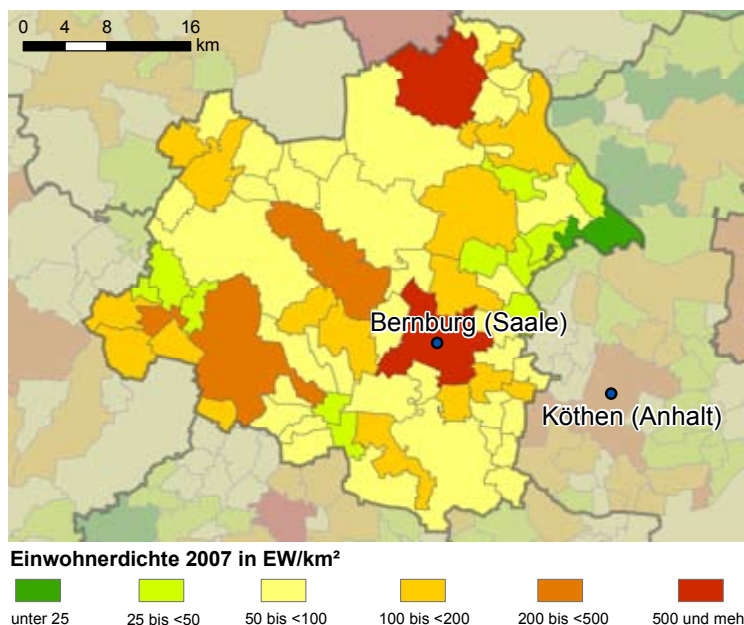 0 4 8 16
km
Bernburg (Saale)
Köthen (Anhalt)
Einwohnerdichte 2007 in EW/km²
unter 25 25 bis <50 50 bis <100 100 bis <200 200 bis <500 500 und meh